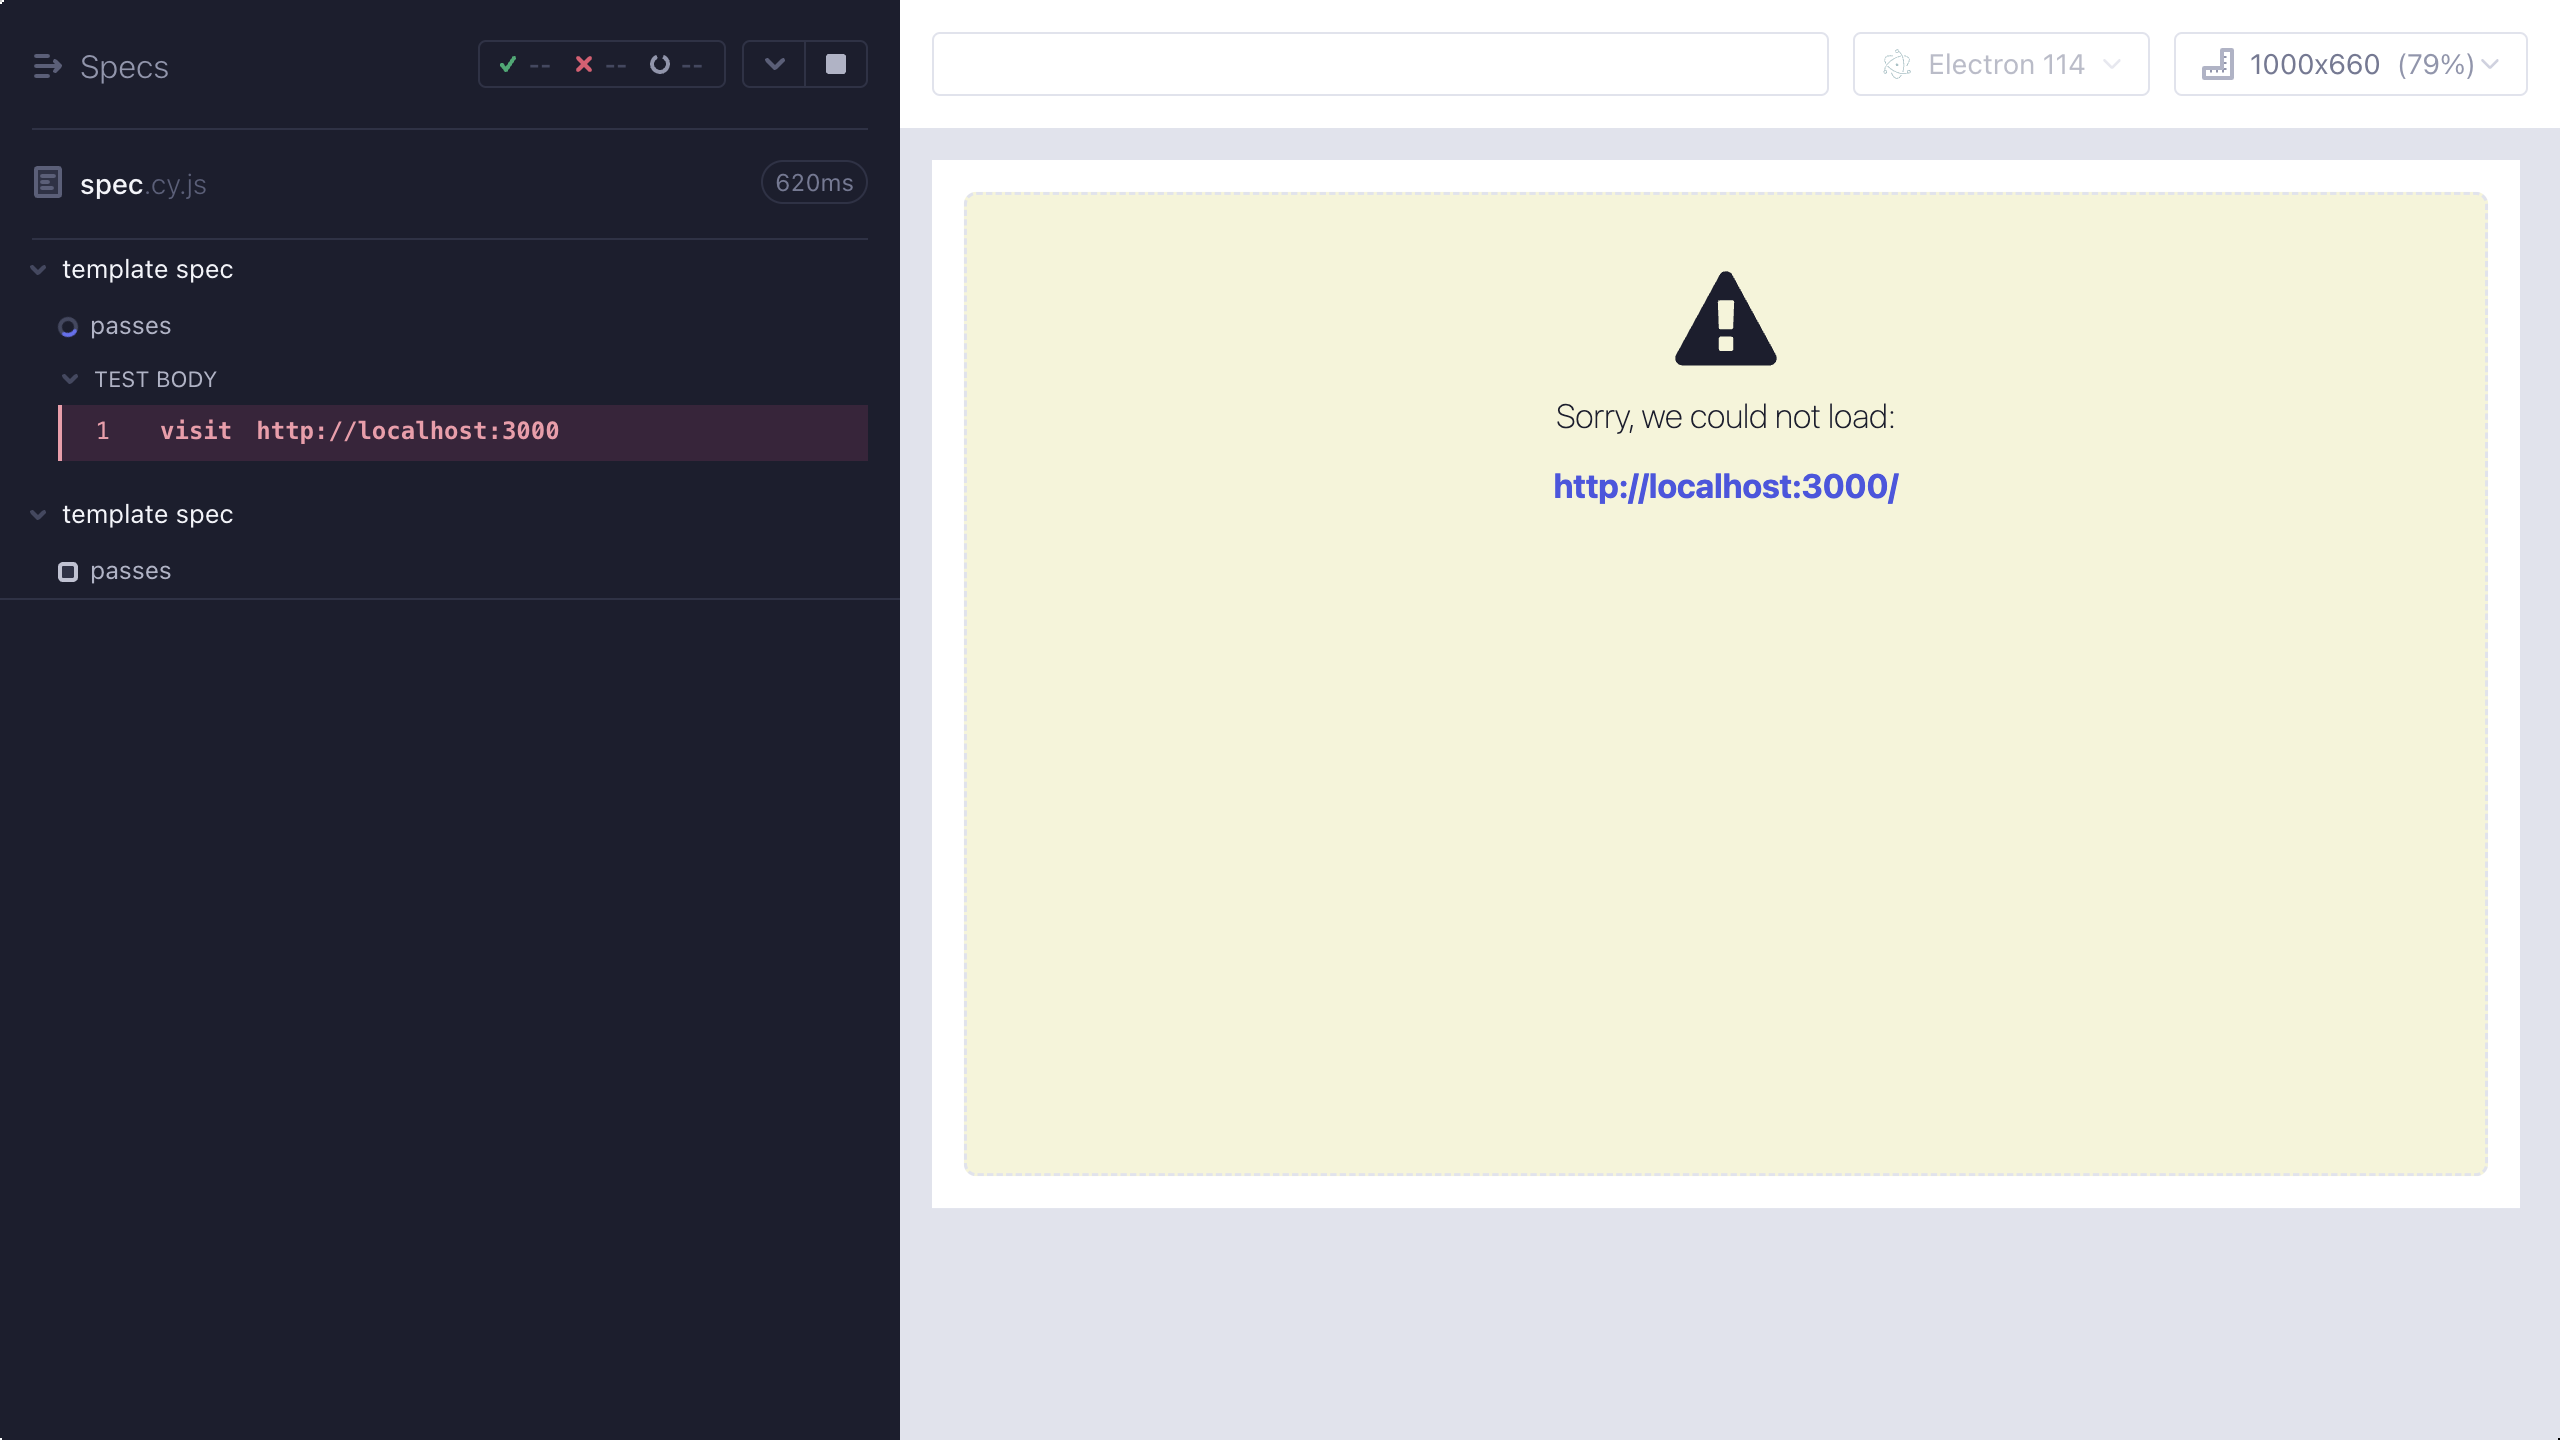 Specs
-- -- --
spec.cy.js
620ms
template spec
passes
TEST BODY
1 visit http://localhost:3000
template spec
passes
Electron 114
1000x660 (79%)
Sorry, we could not load:
http://localhost:3000/